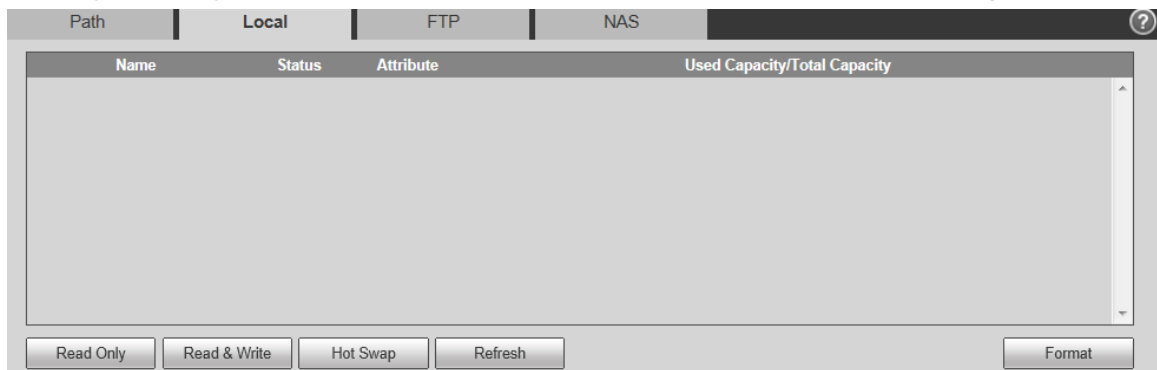 Path Local FTP NAS ?
Name Status Attribute Used Capacity/Total Capacity
Read Only Read & Write Hot Swap Refresh Format